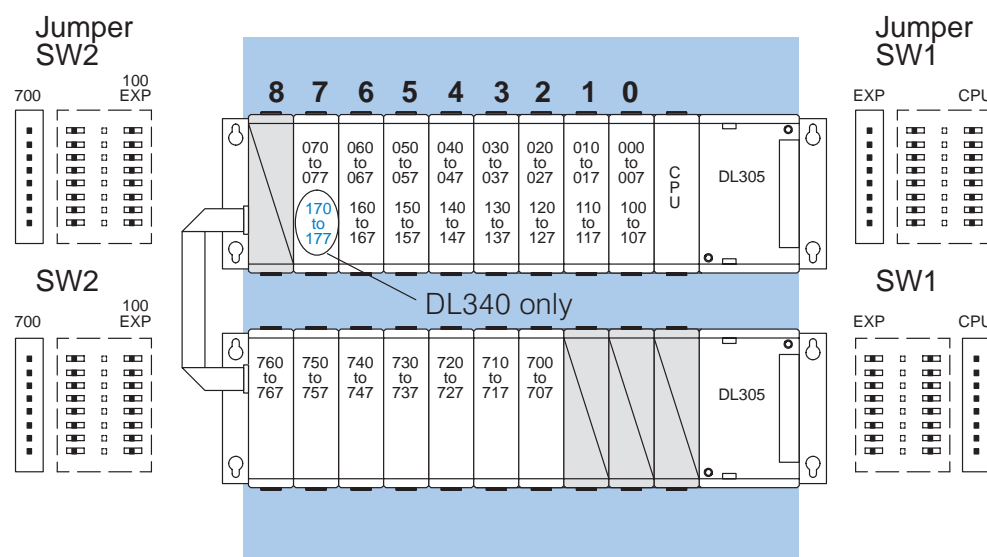 Jumper
SW2
Jumper
SW1
700
100
EXP
EXP
CPU
8 7 6 5 4 3 2 1 0
070 to 077
060 to 067
050 to 057
040 to 047
030 to 037
020 to 027
010 to 017
000 to 007
170 to 177
160 to 167
150 to 157
140 to 147
130 to 137
120 to 127
110 to 117
100 to 107
CPU
DL305
DL340 only
SW2
SW1
700
100
EXP
EXP
CPU
760 to 767
750 to 757
740 to 747
730 to 737
720 to 727
710 to 717
700 to 707
DL305